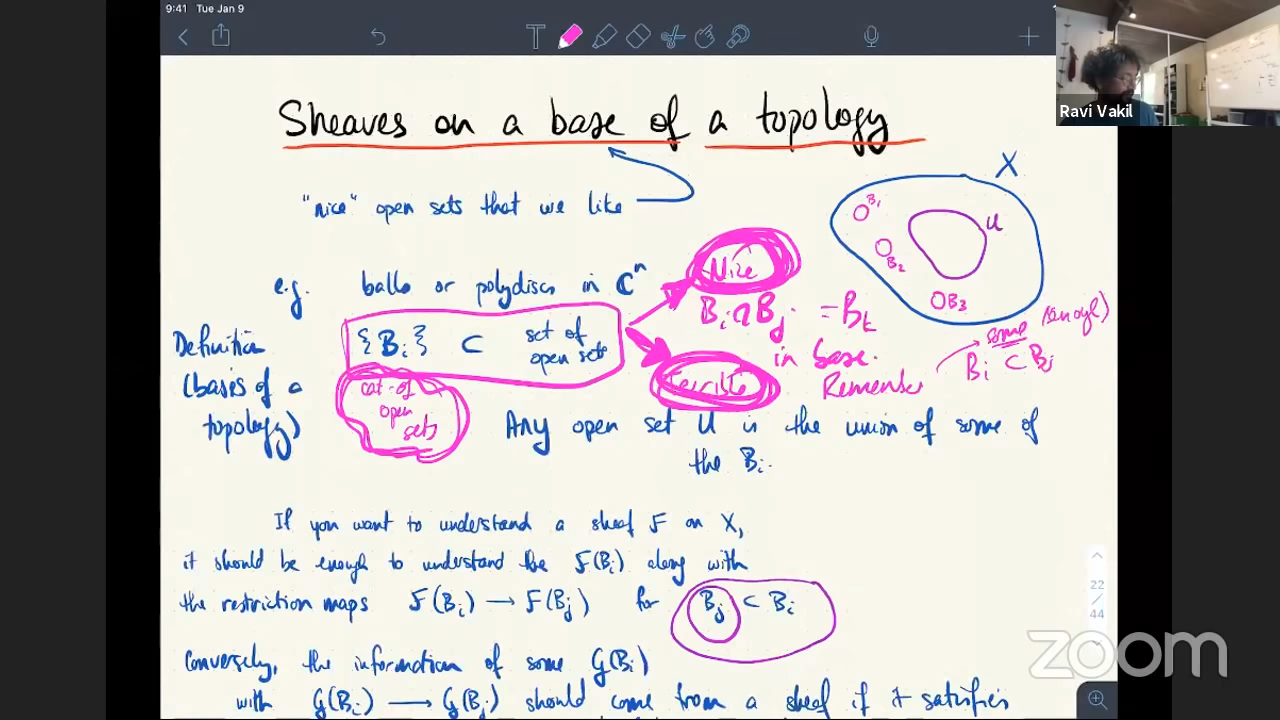 9:41 Tue Jan 9
Ravi Vakil
Sheaves on a base of a topology
"nice" open sets that we like
X
B₁
U
B₂
B₃
e.g. balls or polydiscs in Cⁿ
Nice
Bᵢ ∩ Bⱼ = Bₖ
in base.
Definition
(basis of a
topology)
{Bᵢ} ⊂ set of
open sets
cat. of
open
sets
Terrible
Remember
some (enough)
Bᵢ ⊂ Bⱼ
Any open set U is the union of some of
the Bᵢ.
If you want to understand a sheaf F on X,
it should be enough to understand the F(Bᵢ) along with
the restriction maps F(Bᵢ) → F(Bⱼ) for Bⱼ ⊂ Bᵢ
Conversely, the information of some G(Bᵢ)
with G(Bᵢ) → G(Bⱼ) should come from a sheaf if it satisfies
22
/
44
zoom